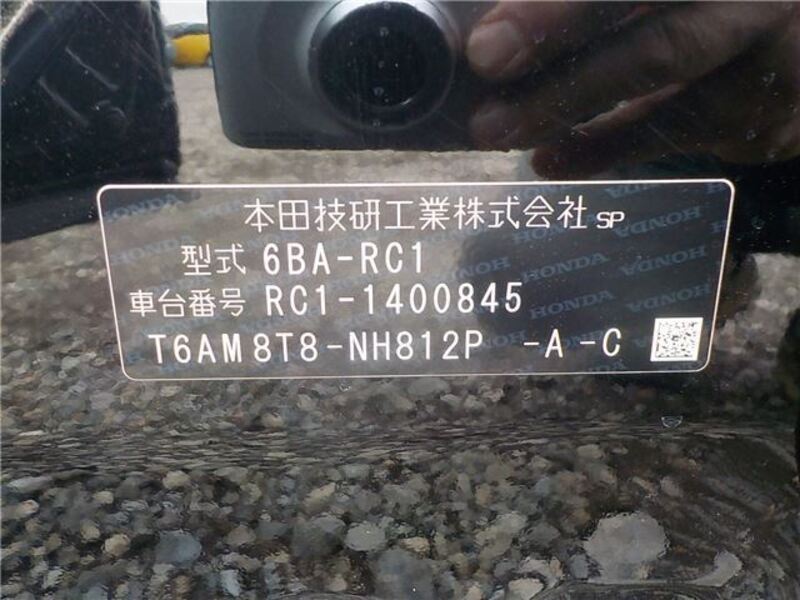 本田技研工業株式会社 SP
型式 6BA-RC1
車台番号 RC1-1400845
T6AM8T8-NH812P -A-C